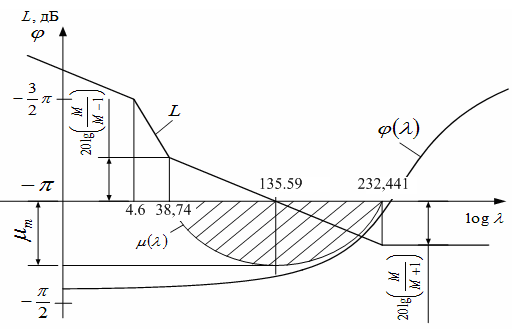 L, дБ
φ
− 3/2 π
20lg(M/M−1)
L
φ(λ)
− π
135.59
232,441
4.6
38,74
log λ
μm
μ(λ)
20lg(M/M+1)
− π/2